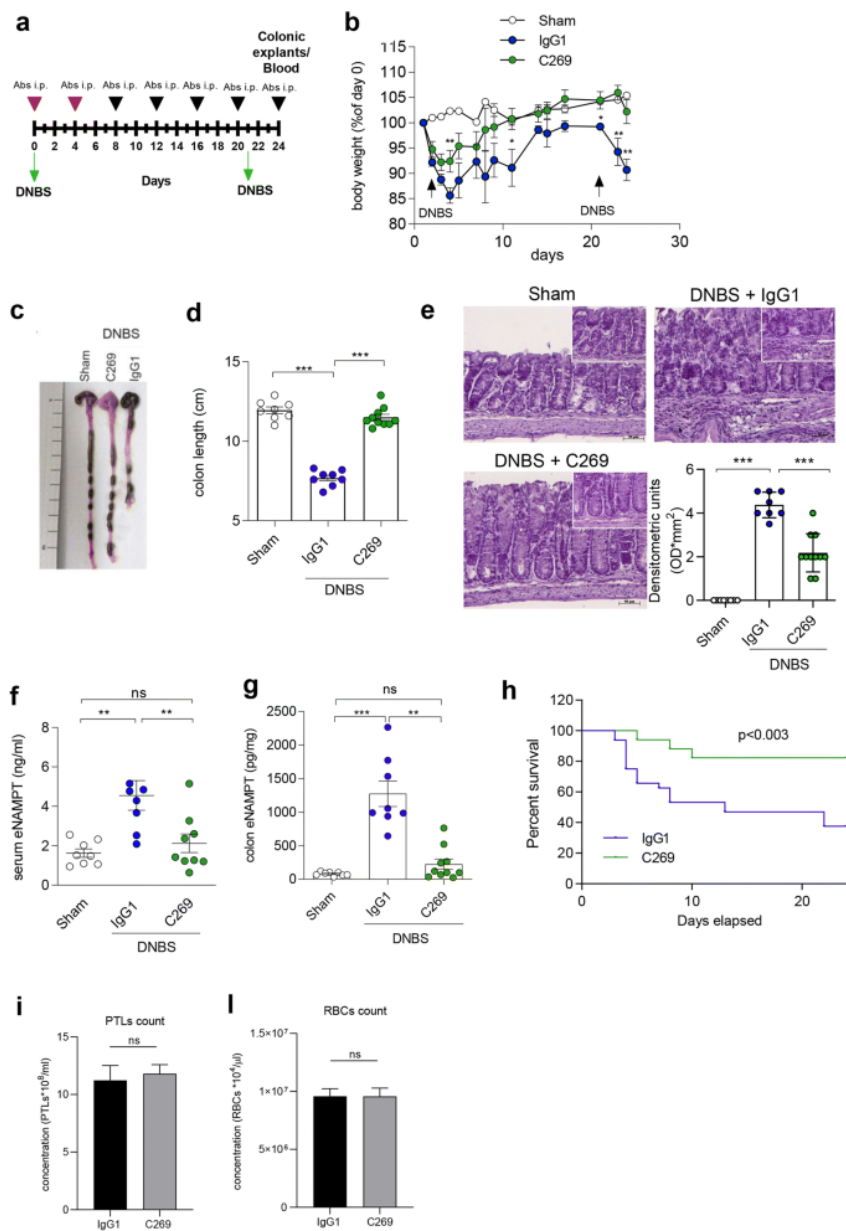 a
Colonic
explants/
Blood
Abs i.p. Abs i.p. Abs i.p. Abs i.p. Abs i.p. Abs i.p. Abs i.p.
0 4 8 12 16 20 24
DNBS Days DNBS
b
Sham
IgG1
C269
body weight (%of day 0)
115
105
100
95
90
85
80
**
*
*
**
**
DNBS DNBS
0 10 20 30
days
c
DNBS
Sham C269 IgG1
d
colon length (cm)
15
10
5
*** ***
Sham IgG1 C269
DNBS
e
Sham DNBS + IgG1
DNBS + C269
Densitometric units
(OD*mm²)
6
4
2
0
*** ***
Sham IgG1 C269
DNBS
f
serum eNAMPT (ng/ml)
8
6
4
2
0
ns
** **
Sham IgG1 C269
DNBS
g
colon eNAMPT (pg/mg)
2500
2000
1500
1000
500
0
ns
*** **
Sham IgG1 C269
DNBS
h
Percent survival
120
100
80
60
40
20
0
p<0.003
IgG1
C269
0 10 20
Days elapsed
i
PTLs count
concentration (PTLs*10⁸/ml)
15
10
5
0
ns
IgG1 C269
l
RBCs count
concentration (RBCs *10⁴/µl)
1.5×10⁷
1×10⁷
5×10⁶
0
ns
IgG1 C269